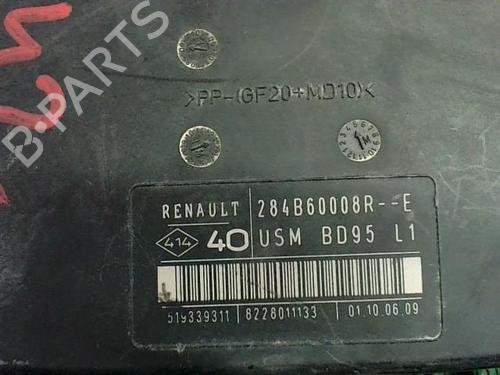 B-PARTS
>PP-(GF20+MD10)<
RENAULT 284B60008R--E
414 40 USM BD95 L1
519339311 8228011133 01.10.06.09